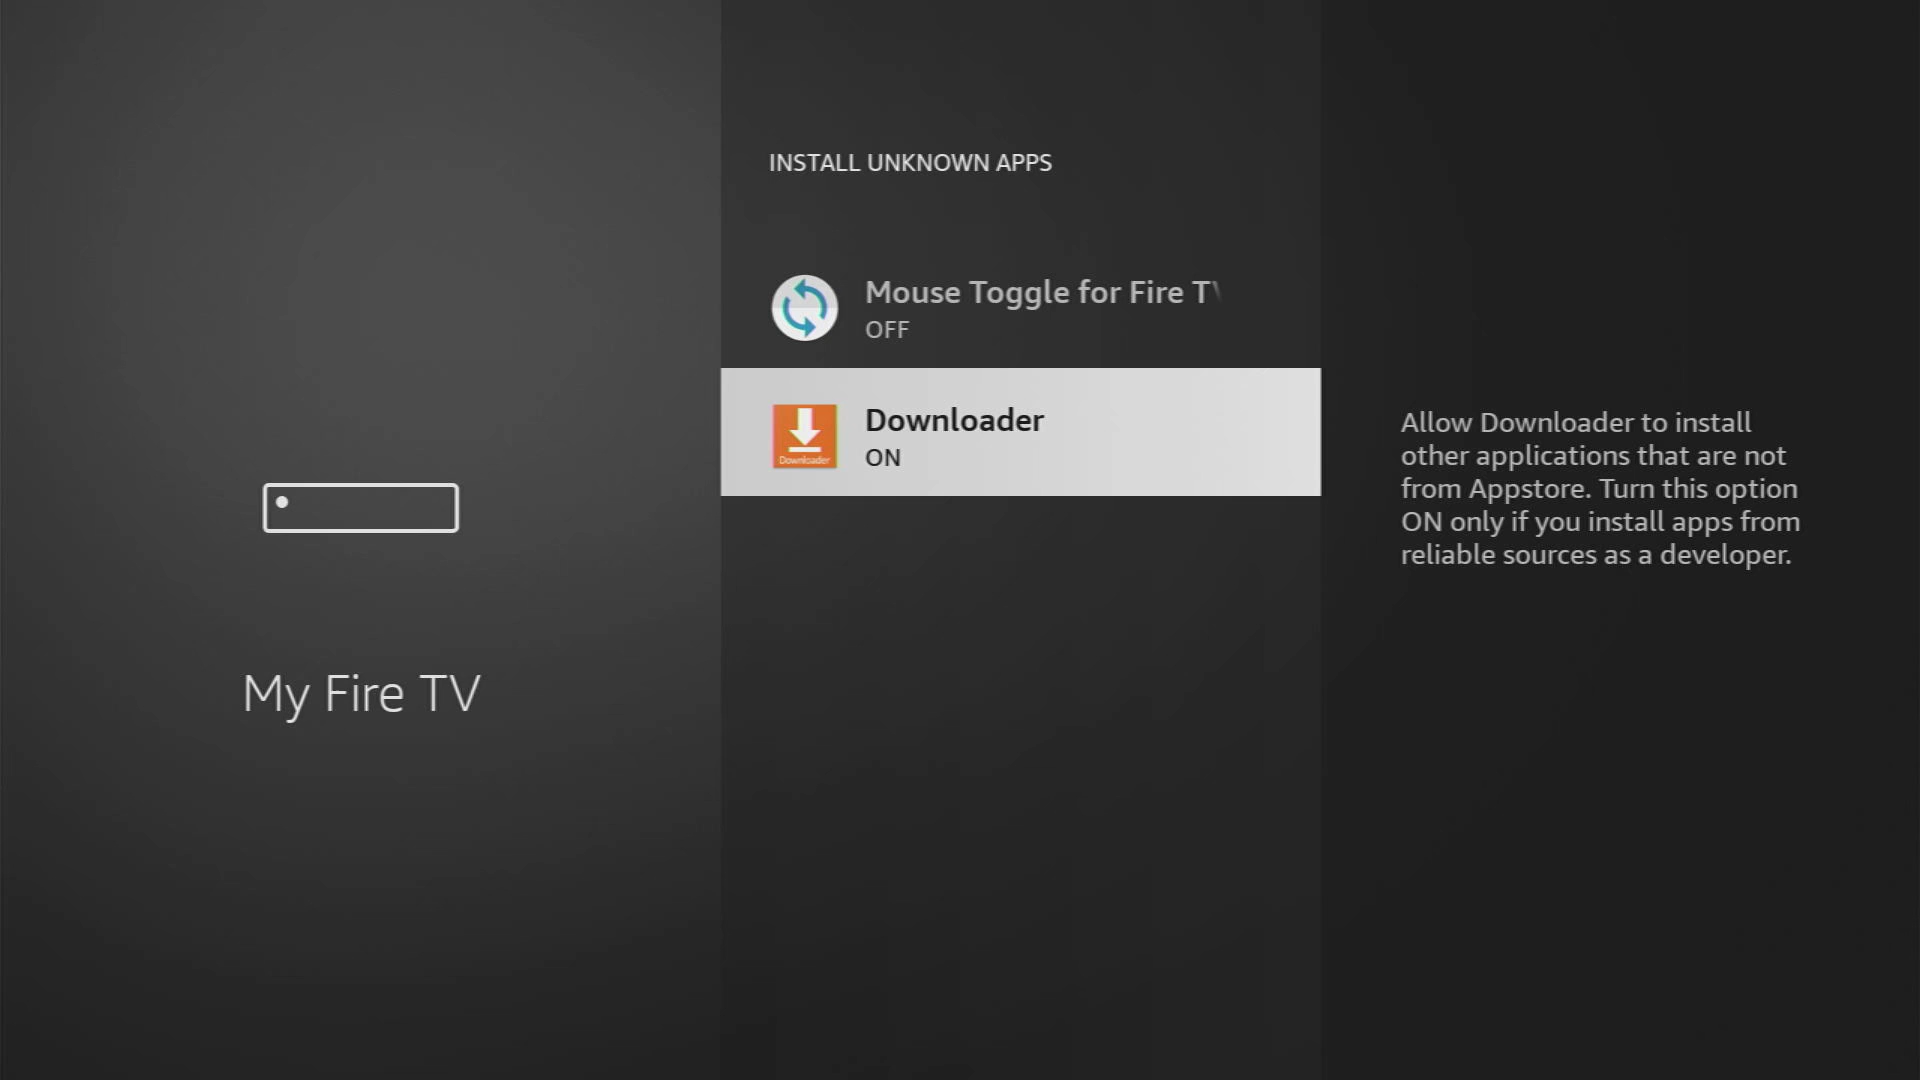 INSTALL UNKNOWN APPS
Mouse Toggle for Fire TV
OFF
Downloader
Downloader
ON
Allow Downloader to install
other applications that are not
from Appstore. Turn this option
ON only if you install apps from
reliable sources as a developer.
My Fire TV